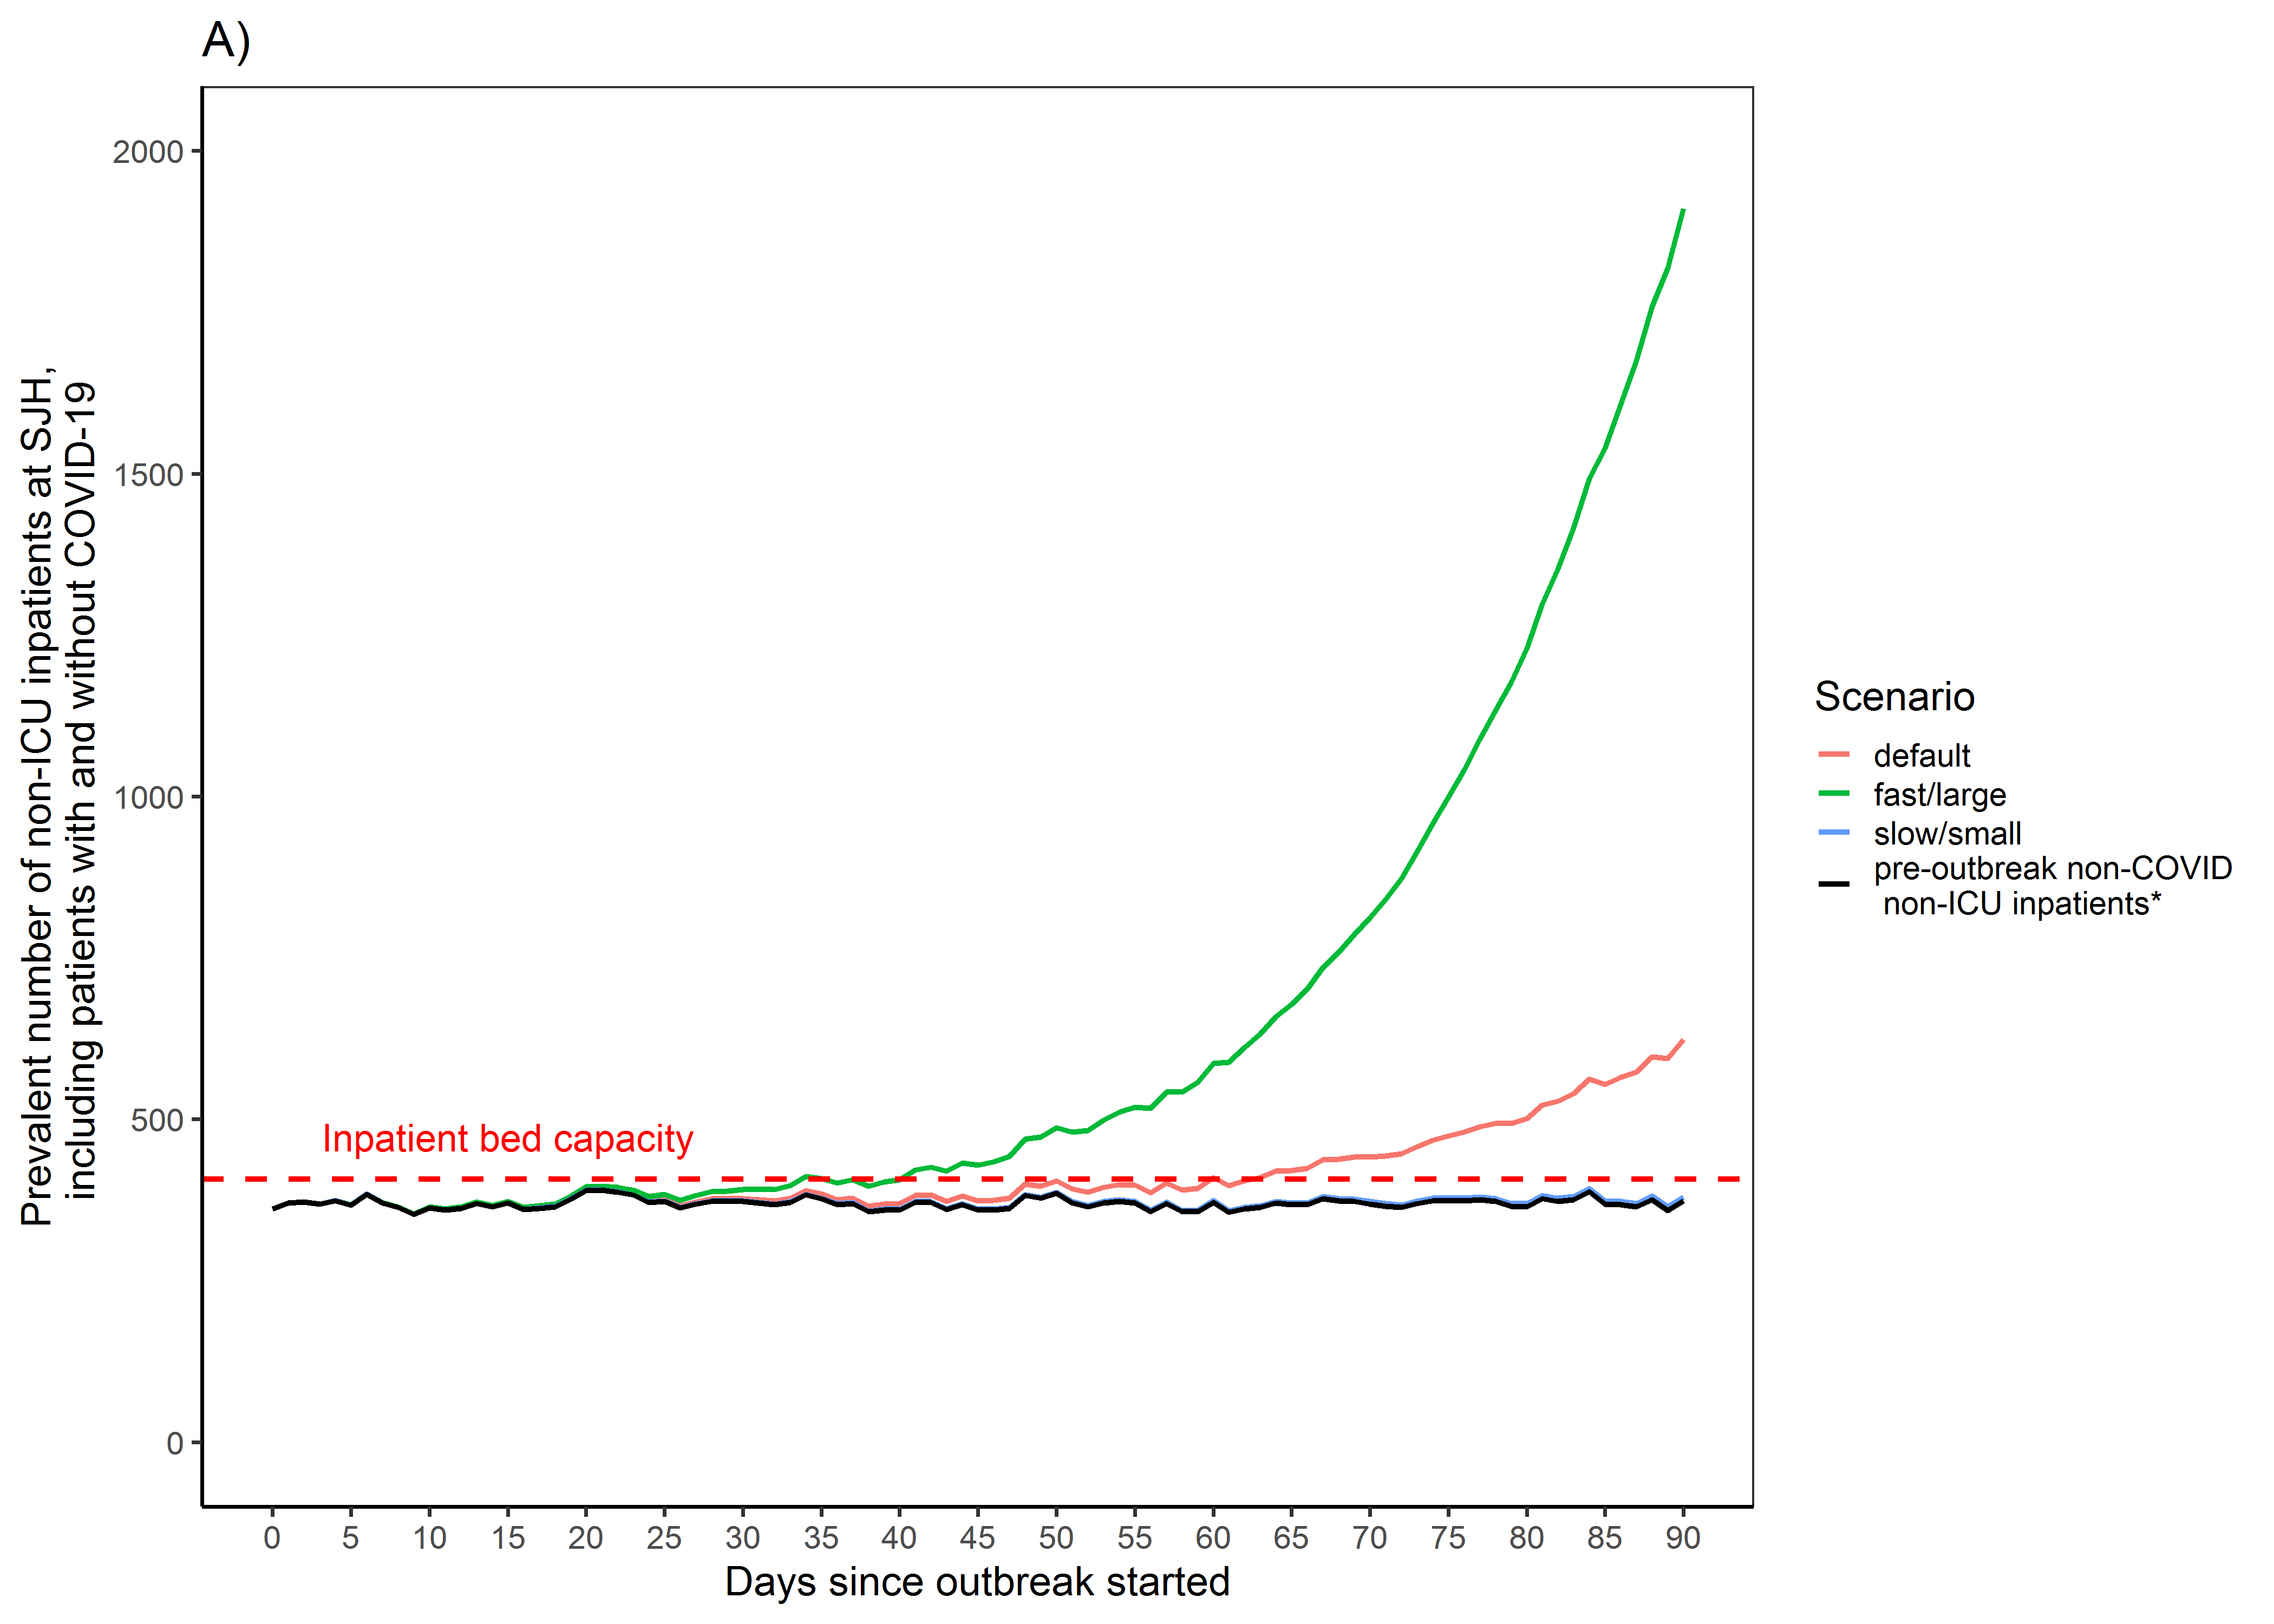 A)
Prevalent number of non-ICU inpatients at SJH,
including patients with and without COVID-19
2000
1500
1000
500
0
Inpatient bed capacity
0 5 10 15 20 25 30 35 40 45 50 55 60 65 70 75 80 85 90
Days since outbreak started
Scenario
default
fast/large
slow/small
pre-outbreak non-COVID
non-ICU inpatients*